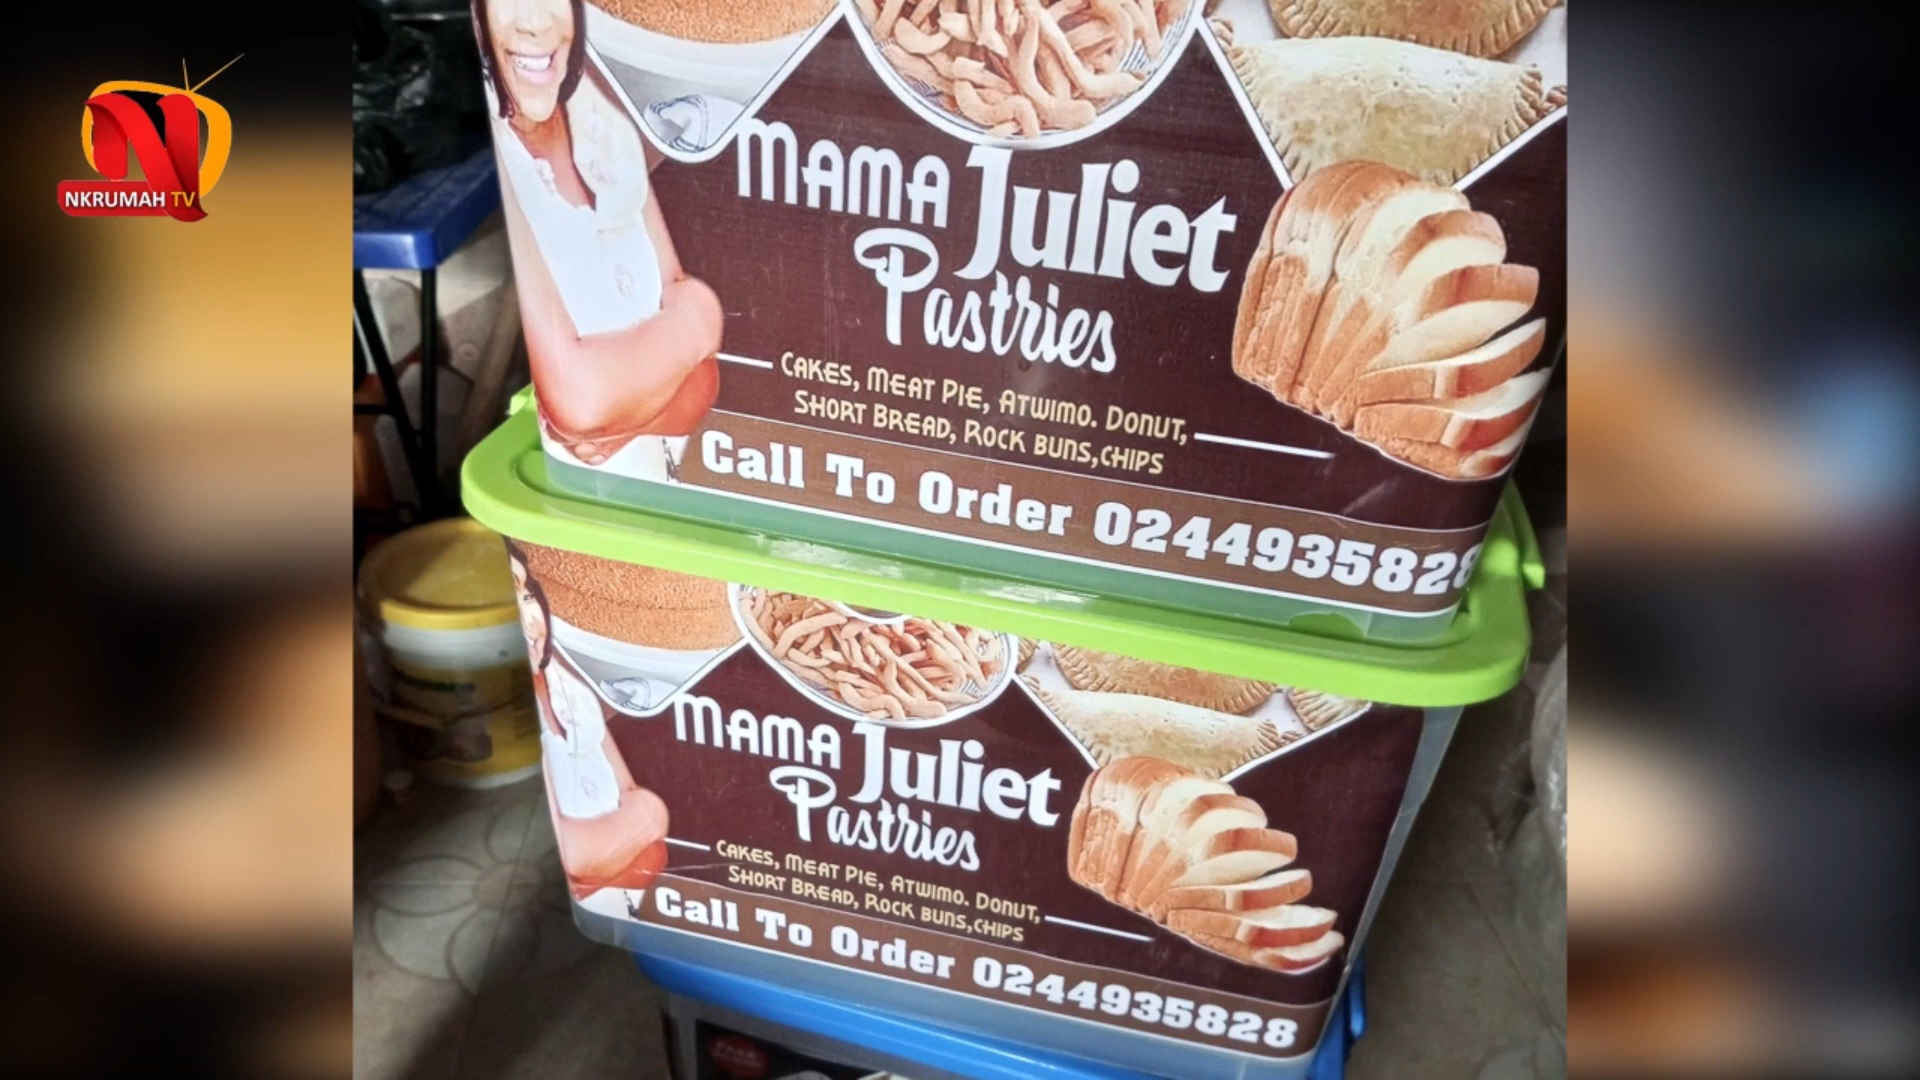 NKRUMAH TV
MAMA Juliet
Pastries
CAKES, MEAT PIE, ATWIMO. DONUT,
SHORT BREAD, ROCK BUNS,CHIPS
Call To Order 0244935828
MAMA Juliet
Pastries
CAKES, MEAT PIE, ATWIMO. DONUT,
SHORT BREAD, ROCK BUNS,CHIPS
Call To Order 0244935828